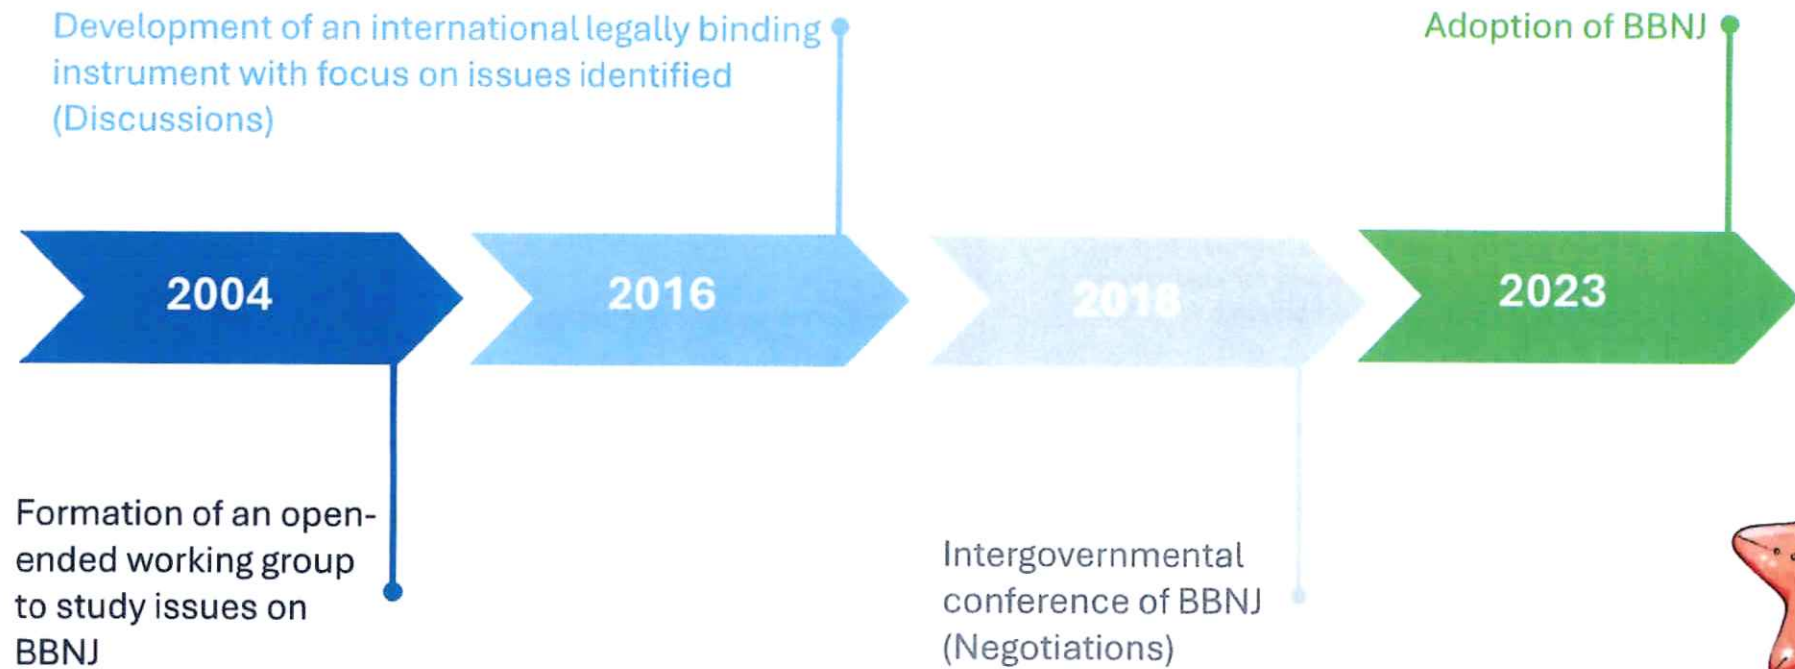 Development of an international legally binding
instrument with focus on issues identified
(Discussions)
Adoption of BBNJ
2004
2016
2018
2023
Formation of an open-
ended working group
to study issues on
BBNJ
Intergovernmental
conference of BBNJ
(Negotiations)